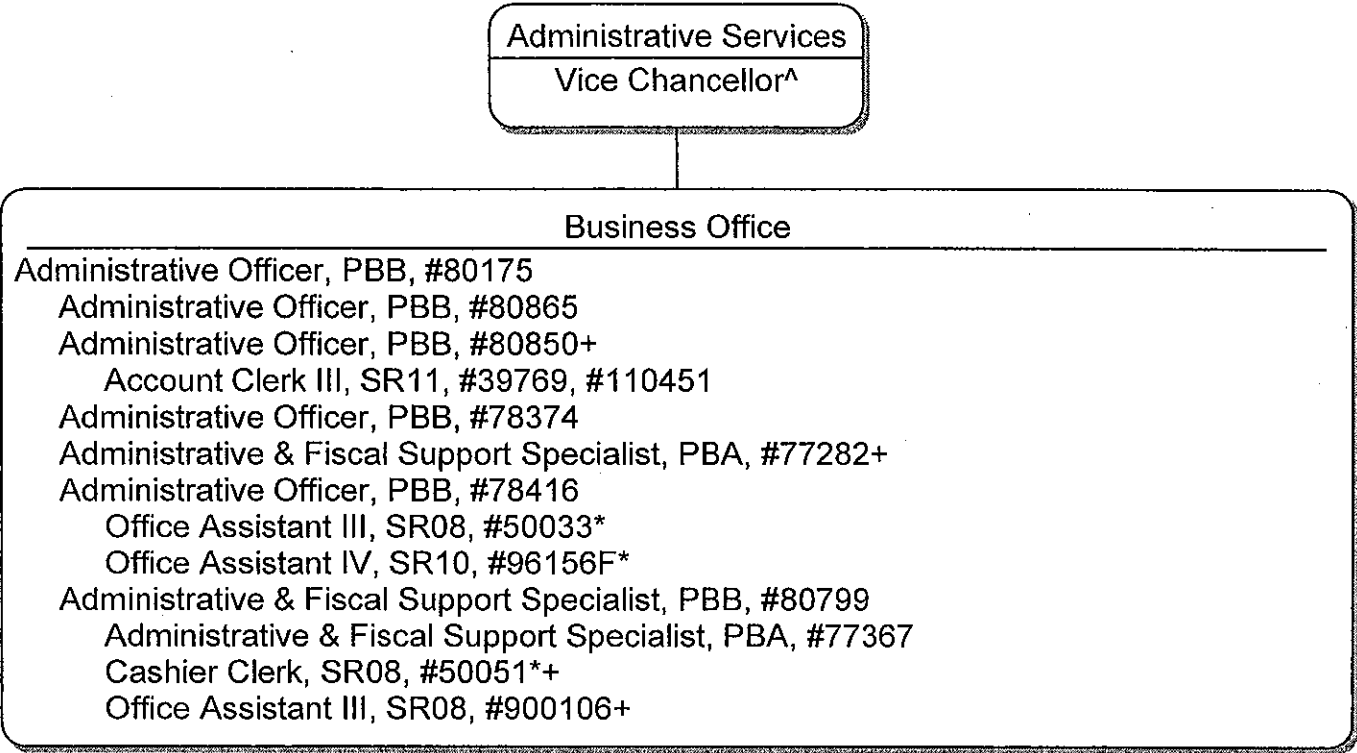 Administrative Services
Vice Chancellor^
Business Office
Administrative Officer, PBB, #80175
Administrative Officer, PBB, #80865
Administrative Officer, PBB, #80850+
Account Clerk III, SR11, #39769, #110451
Administrative Officer, PBB, #78374
Administrative & Fiscal Support Specialist, PBA, #77282+
Administrative Officer, PBB, #78416
Office Assistant III, SR08, #50033*
Office Assistant IV, SR10, #96156F*
Administrative & Fiscal Support Specialist, PBB, #80799
Administrative & Fiscal Support Specialist, PBA, #77367
Cashier Clerk, SR08, #50051*+
Office Assistant III, SR08, #900106+